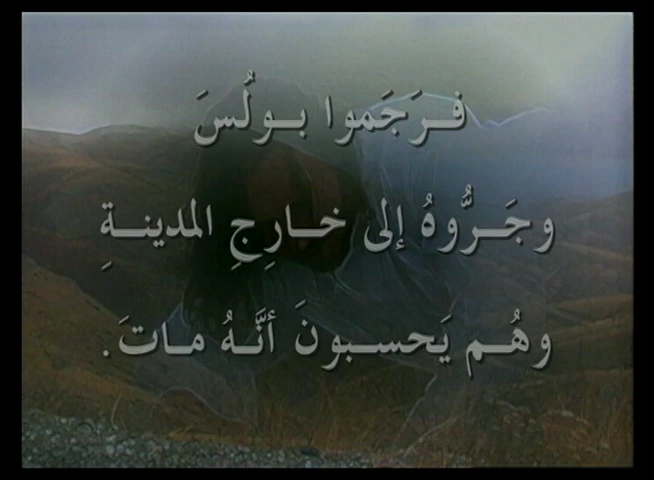 فرَجَموا بولُسَ
وجَرُّوهُ إلى خارِجِ المدينةِ
وهُم يَحسبونَ أنَّهُ ماتَ.